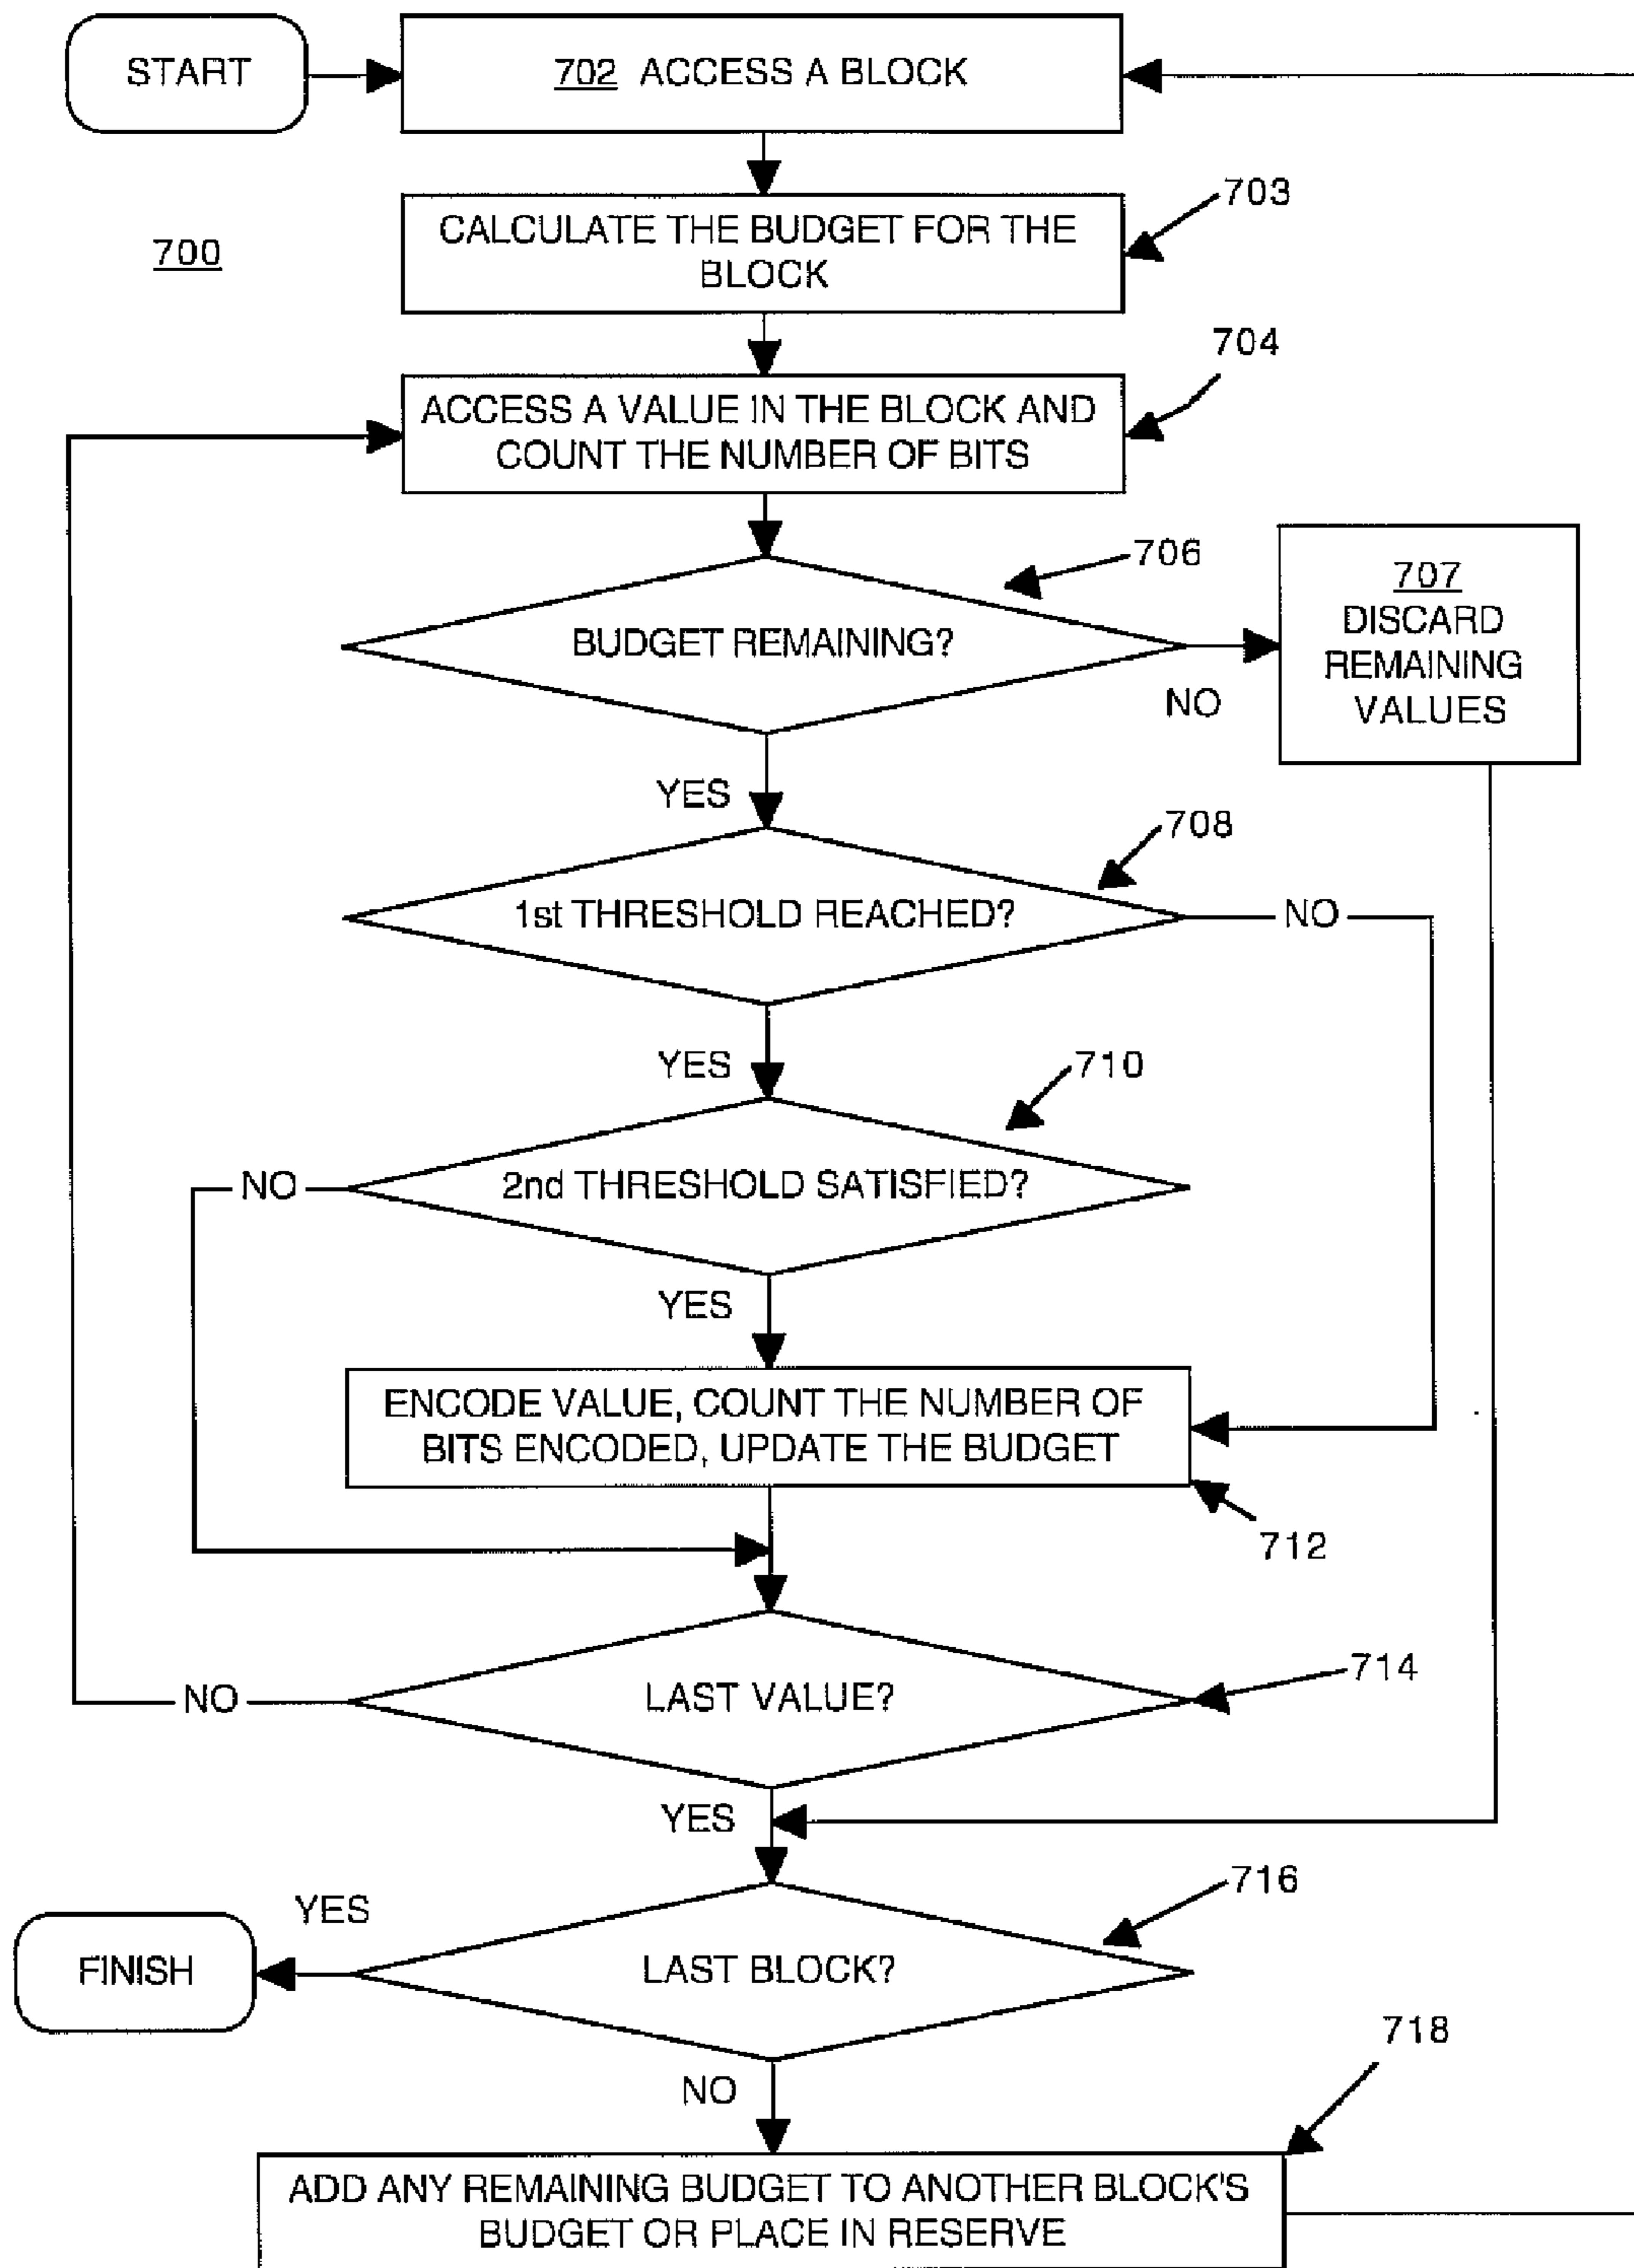 START
702 ACCESS A BLOCK
703
CALCULATE THE BUDGET FOR THE
BLOCK
700
704
ACCESS A VALUE IN THE BLOCK AND
COUNT THE NUMBER OF BITS
706
BUDGET REMAINING?
NO
707
DISCARD
REMAINING
VALUES
YES
708
1st THRESHOLD REACHED?
NO
YES
710
NO
2nd THRESHOLD SATISFIED?
YES
ENCODE VALUE, COUNT THE NUMBER OF
BITS ENCODED, UPDATE THE BUDGET
712
714
NO
LAST VALUE?
YES
716
YES
FINISH
LAST BLOCK?
718
NO
ADD ANY REMAINING BUDGET TO ANOTHER BLOCK'S
BUDGET OR PLACE IN RESERVE